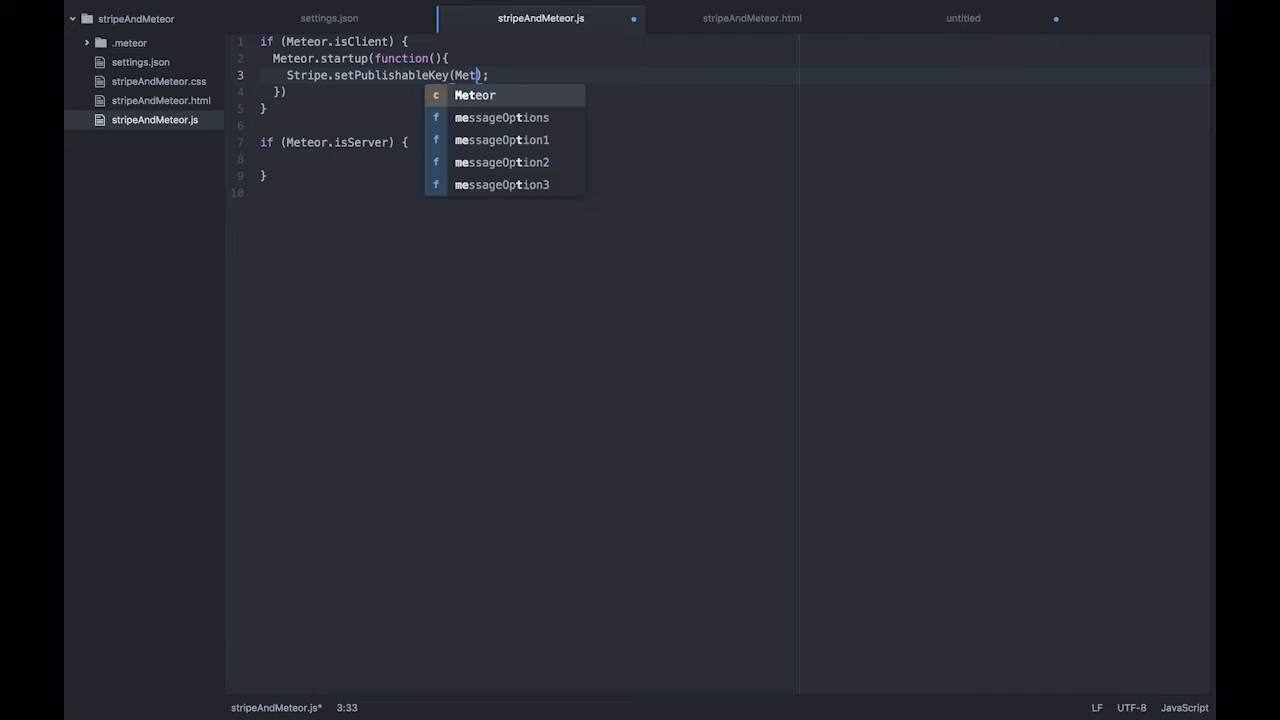 stripeAndMeteor
settings.json
stripeAndMeteor.js
stripeAndMeteor.html
untitled
.meteor
settings.json
stripeAndMeteor.css
stripeAndMeteor.html
stripeAndMeteor.js
1 if (Meteor.isClient) {
2 Meteor.startup(function(){
3 Stripe.setPublishableKey(Met);
4 })
5 }
6
7 if (Meteor.isServer) {
8
9 }
10
c Meteor
f messageOptions
f messageOption1
f messageOption2
f messageOption3
stripeAndMeteor.js* 3:33
LF UTF-8 JavaScript